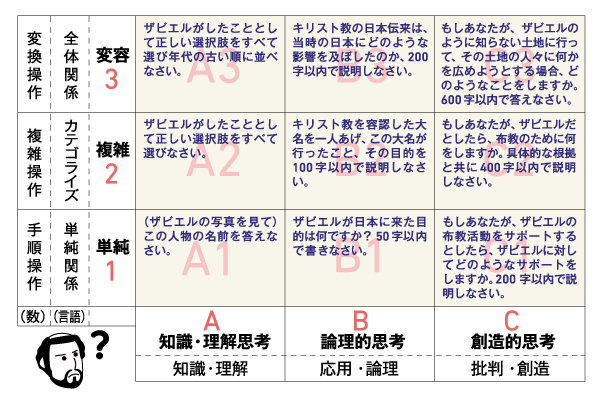 変換操作
全体関係
変容
3
A3
ザビエルがしたこととし
て正しい選択肢をすべて
選び年代の古い順に並べ
なさい。
B3
キリスト教の日本伝来は、
当時の日本にどのような
影響を及ぼしたのか、200
字以内で説明しなさい。
C3
もしあなたが、ザビエルの
ように知らない土地に行っ
て、その土地の人々に何か
を広めようとする場合、ど
のようなことをしますか。
600字以内で答えなさい。
複雑操作
カテゴライズ
複雑
2
A2
ザビエルがしたこととし
て正しい選択肢をすべて
選びなさい。
B2
キリスト教を容認した大
名を一人あげ、この大名が
行ったこと、その目的を
100字以内で説明しなさ
い。
C2
もしあなたが、ザビエルだ
としたら、布教のために何
をしますか。具体的な根拠
と共に400字以内で説明
しなさい。
手順操作
単純関係
単純
1
A1
（ザビエルの写真を見て）
この人物の名前を答えな
さい。
B1
ザビエルが日本に来た目
的は何ですか？50字以内
で書きなさい。
C1
もしあなたが、ザビエルの
布教活動をサポートする
としたら、ザビエルに対し
てどのようなサポートを
しますか。200字以内で説
明しなさい。
（数）
（言語）
?
A
知識・理解思考
B
論理的思考
C
創造的思考
知識・理解
応用・論理
批判・創造